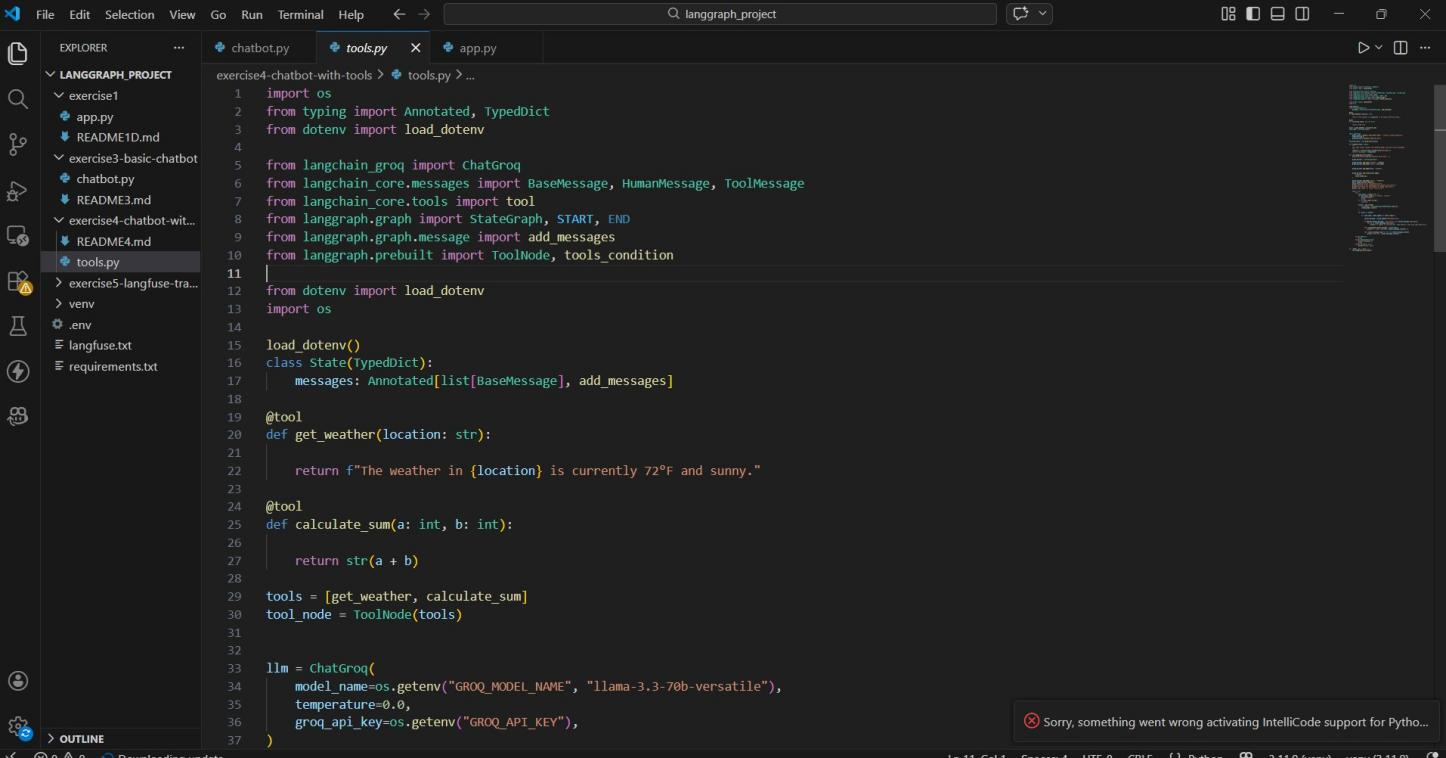 File Edit Selection View Go Run Terminal Help langgraph_project
EXPLORER
LANGGRAPH_PROJECT
exercise1
app.py
README1D.md
exercise3-basic-chatbot
chatbot.py
README3.md
exercise4-chatbot-wit...
README4.md
tools.py
exercise5-langfuse-tra...
venv
.env
langfuse.txt
requirements.txt
OUTLINE
chatbot.py tools.py app.py
exercise4-chatbot-with-tools > tools.py > ...
1 import os
2 from typing import Annotated, TypedDict
3 from dotenv import load_dotenv
4
5 from langchain_groq import ChatGroq
6 from langchain_core.messages import BaseMessage, HumanMessage, ToolMessage
7 from langchain_core.tools import tool
8 from langgraph.graph import StateGraph, START, END
9 from langgraph.graph.message import add_messages
10 from langgraph.prebuilt import ToolNode, tools_condition
11
12 from dotenv import load_dotenv
13 import os
14
15 load_dotenv()
16 class State(TypedDict):
17 messages: Annotated[list[BaseMessage], add_messages]
18
19 @tool
20 def get_weather(location: str):
21
22 return f"The weather in {location} is currently 72°F and sunny."
23
24 @tool
25 def calculate_sum(a: int, b: int):
26
27 return str(a + b)
28
29 tools = [get_weather, calculate_sum]
30 tool_node = ToolNode(tools)
31
32
33 llm = ChatGroq(
34 model_name=os.getenv("GROQ_MODEL_NAME", "llama-3.3-70b-versatile"),
35 temperature=0.0,
36 groq_api_key=os.getenv("GROQ_API_KEY"),
37 )
Sorry, something went wrong activating IntelliCode support for Pytho...